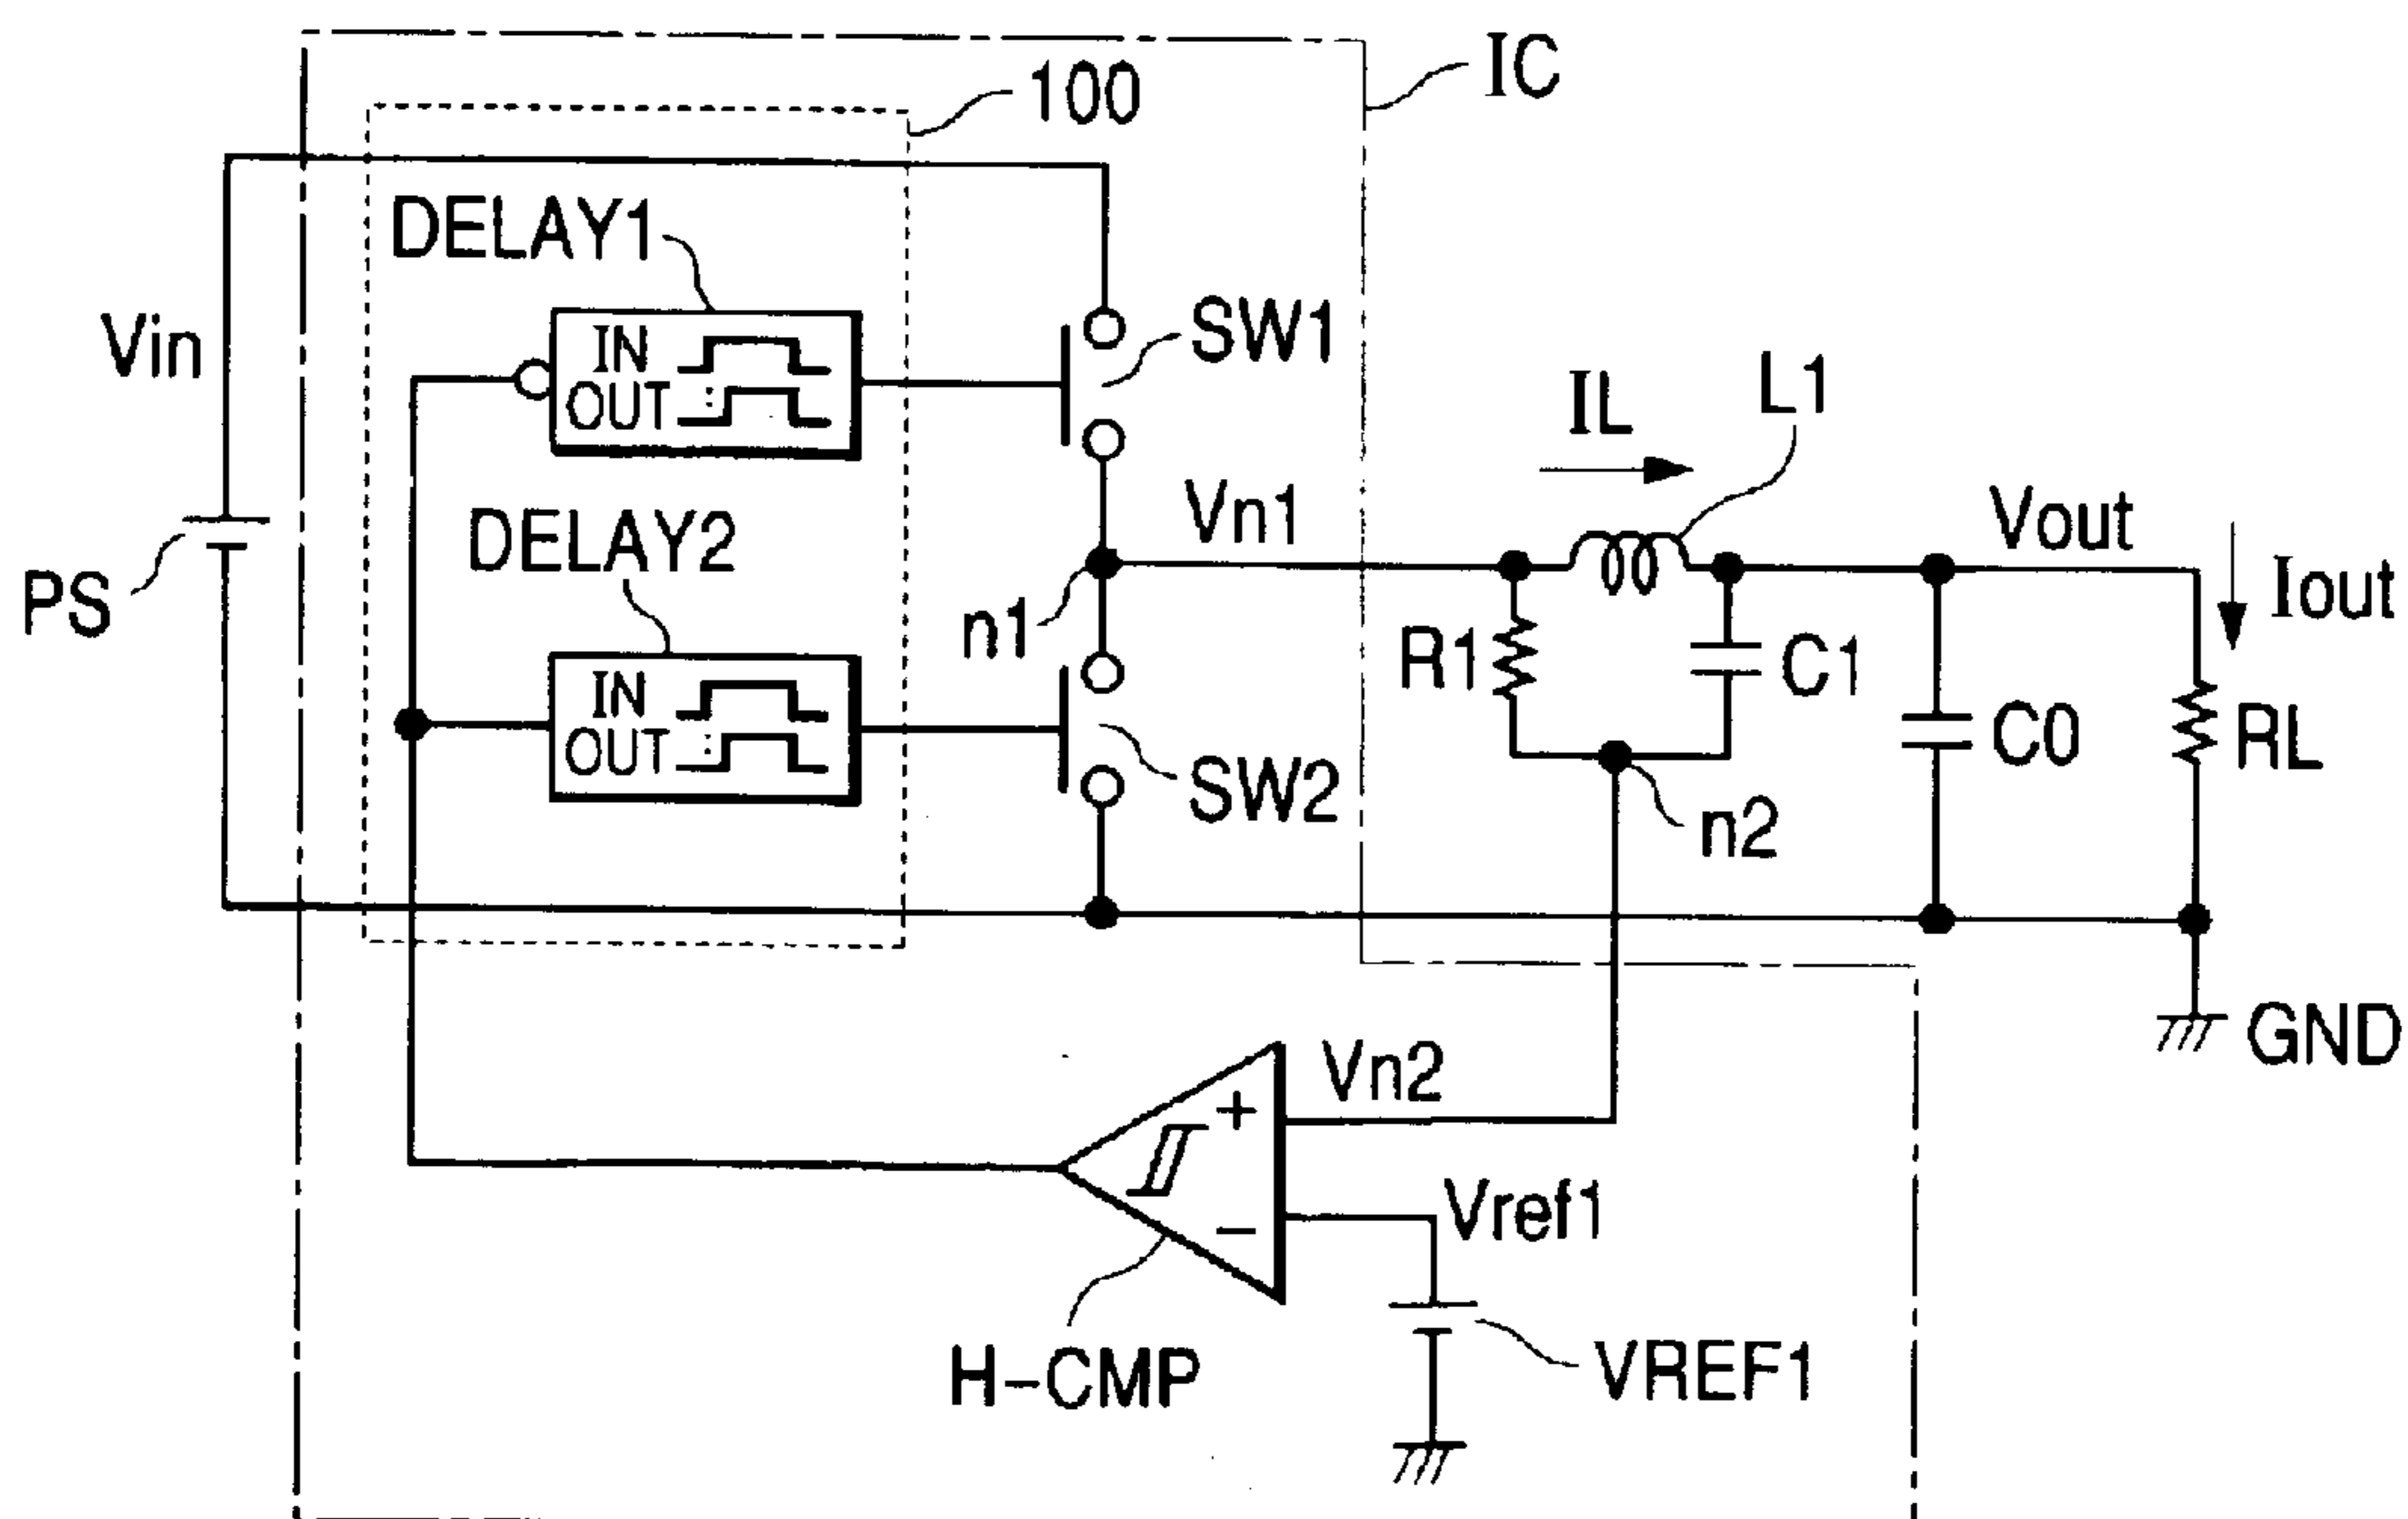 IC
100
DELAY1
IN
OUT
SW1
Vin
PS
DELAY2
IN
OUT
SW2
n1
Vn1
IL
L1
Vout
Iout
R1
C1
C0
RL
n2
GND
Vn2
+
−
Vref1
VREF1
H-CMP